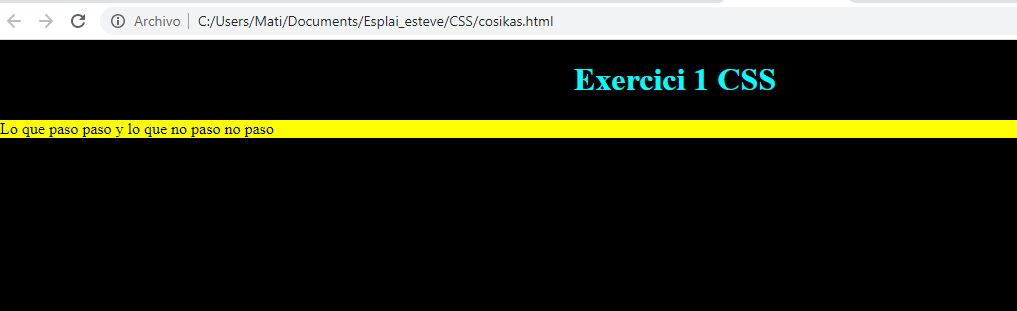 Archivo C:/Users/Mati/Documents/Esplai_esteve/CSS/cosikas.html
Exercici 1 CSS
Lo que paso paso y lo que no paso no paso